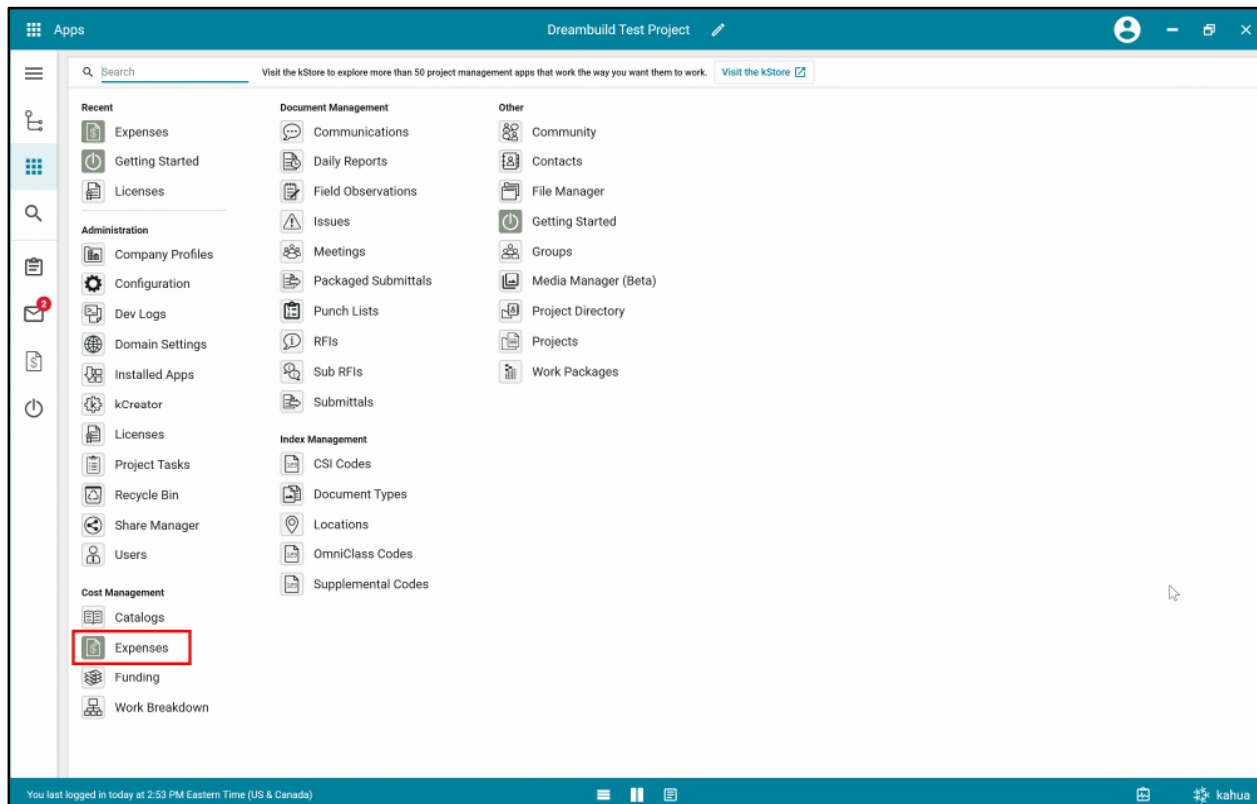 Apps
Dreambuild Test Project
Search
Visit the kStore to explore more than 50 project management apps that work the way you want them to work.
Visit the kStore
Recent
Expenses
Getting Started
Licenses
Administration
Company Profiles
Configuration
Dev Logs
Domain Settings
Installed Apps
kCreator
Licenses
Project Tasks
Recycle Bin
Share Manager
Users
Cost Management
Catalogs
Expenses
Funding
Work Breakdown
Document Management
Communications
Daily Reports
Field Observations
Issues
Meetings
Packaged Submittals
Punch Lists
RFIs
Sub RFIs
Submittals
Index Management
CSI Codes
Document Types
Locations
OmniClass Codes
Supplemental Codes
Other
Community
Contacts
File Manager
Getting Started
Groups
Media Manager (Beta)
Project Directory
Projects
Work Packages
2
You last logged in today at 2:53 PM Eastern Time (US & Canada)
kahua